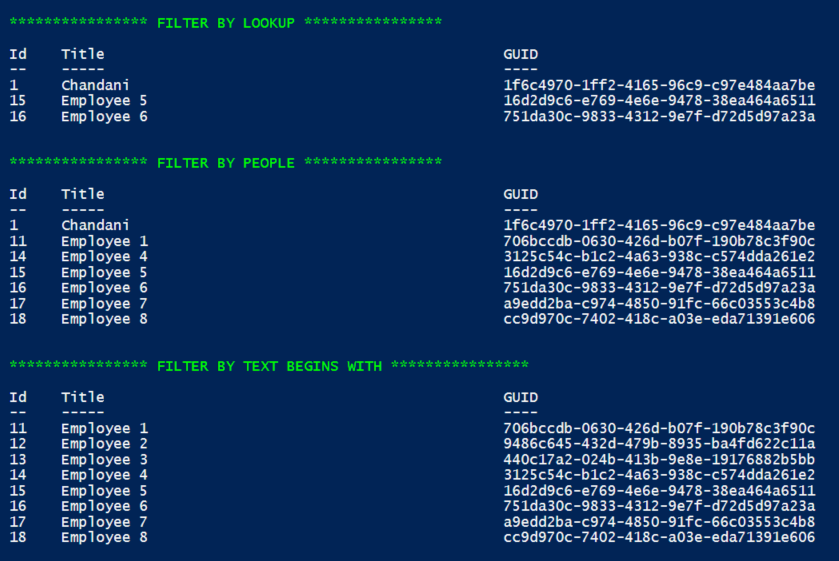 **************** FILTER BY LOOKUP ****************
Id Title GUID
-- ----- ----
1 Chandani 1f6c4970-1ff2-4165-96c9-c97e484aa7be
15 Employee 5 16d2d9c6-e769-4e6e-9478-38ea464a6511
16 Employee 6 751da30c-9833-4312-9e7f-d72d5d97a23a
**************** FILTER BY PEOPLE ****************
Id Title GUID
-- ----- ----
1 Chandani 1f6c4970-1ff2-4165-96c9-c97e484aa7be
11 Employee 1 706bccdb-0630-426d-b07f-190b78c3f90c
14 Employee 4 3125c54c-b1c2-4a63-938c-c574dda261e2
15 Employee 5 16d2d9c6-e769-4e6e-9478-38ea464a6511
16 Employee 6 751da30c-9833-4312-9e7f-d72d5d97a23a
17 Employee 7 a9edd2ba-c974-4850-91fc-66c03553c4b8
18 Employee 8 cc9d970c-7402-418c-a03e-eda71391e606
**************** FILTER BY TEXT BEGINS WITH ****************
Id Title GUID
-- ----- ----
11 Employee 1 706bccdb-0630-426d-b07f-190b78c3f90c
12 Employee 2 9486c645-432d-479b-8935-ba4fd622c11a
13 Employee 3 440c17a2-024b-413b-9e8e-19176882b5bb
14 Employee 4 3125c54c-b1c2-4a63-938c-c574dda261e2
15 Employee 5 16d2d9c6-e769-4e6e-9478-38ea464a6511
16 Employee 6 751da30c-9833-4312-9e7f-d72d5d97a23a
17 Employee 7 a9edd2ba-c974-4850-91fc-66c03553c4b8
18 Employee 8 cc9d970c-7402-418c-a03e-eda71391e606